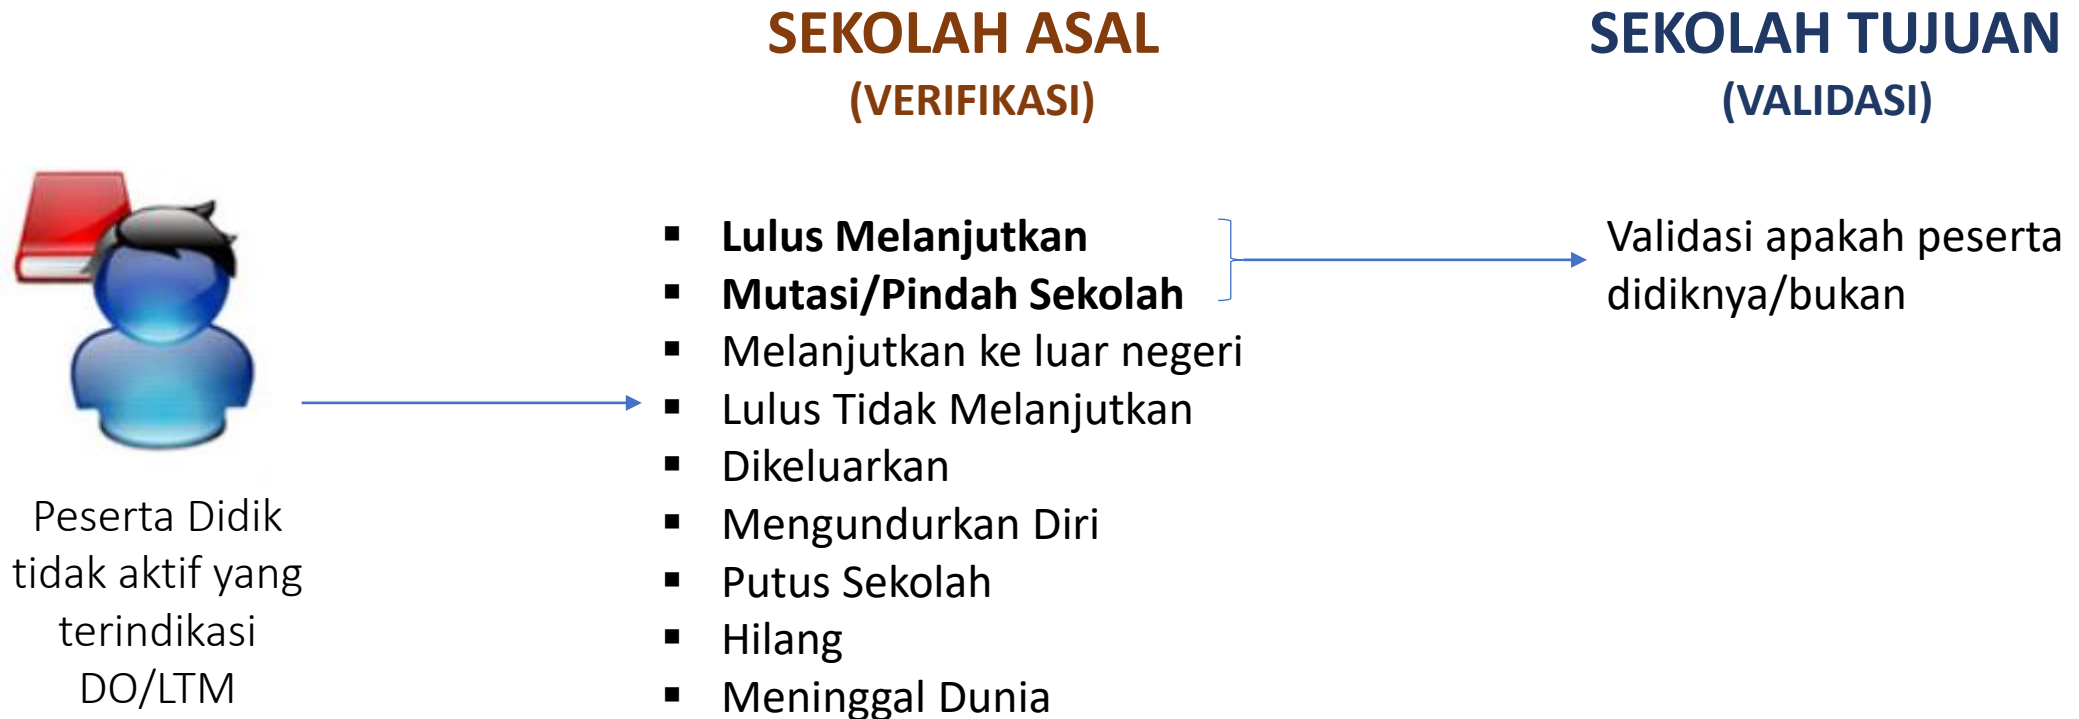 SEKOLAH ASAL
(VERIFIKASI)
SEKOLAH TUJUAN
(VALIDASI)
Peserta Didik
tidak aktif yang
terindikasi
DO/LTM
▪ Lulus Melanjutkan
▪ Mutasi/Pindah Sekolah
▪ Melanjutkan ke luar negeri
▪ Lulus Tidak Melanjutkan
▪ Dikeluarkan
▪ Mengundurkan Diri
▪ Putus Sekolah
▪ Hilang
▪ Meninggal Dunia
Validasi apakah peserta
didiknya/bukan